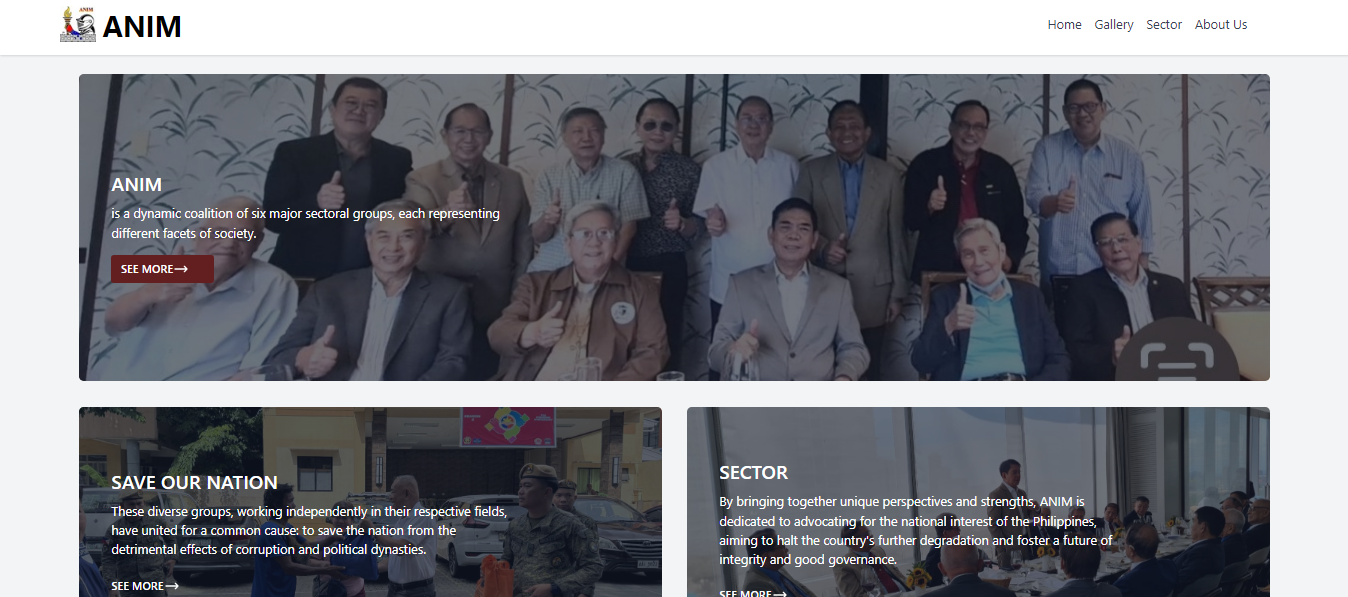 ANIM
ANIM
Home Gallery Sector About Us
ANIM
is a dynamic coalition of six major sectoral groups, each representing
different facets of society.
SEE MORE
SAVE OUR NATION
These diverse groups, working independently in their respective fields,
have united for a common cause: to save the nation from the
detrimental effects of corruption and political dynasties.
SEE MORE
SECTOR
By bringing together unique perspectives and strengths, ANIM is
dedicated to advocating for the national interest of the Philippines,
aiming to halt the country's further degradation and foster a future of
integrity and good governance.
SEE MORE